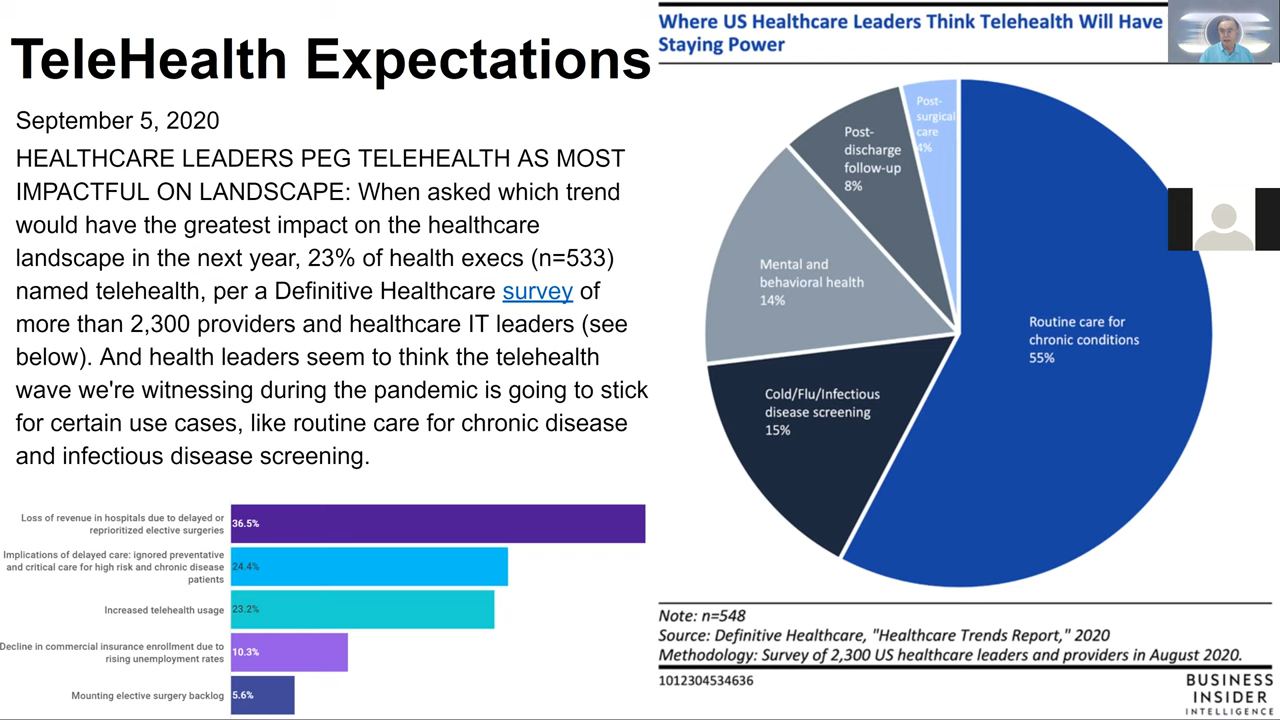 TeleHealth Expectations
September 5, 2020
HEALTHCARE LEADERS PEG TELEHEALTH AS MOST
IMPACTFUL ON LANDSCAPE: When asked which trend
would have the greatest impact on the healthcare
landscape in the next year, 23% of health execs (n=533)
named telehealth, per a Definitive Healthcare survey of
more than 2,300 providers and healthcare IT leaders (see
below). And health leaders seem to think the telehealth
wave we're witnessing during the pandemic is going to stick
for certain use cases, like routine care for chronic disease
and infectious disease screening.
Loss of revenue in hospitals due to delayed or
reprioritized elective surgeries
36.5%
Implications of delayed care: ignored preventative
and critical care for high risk and chronic disease
patients
24.4%
Increased telehealth usage
23.2%
Decline in commercial insurance enrollment due to
rising unemployment rates
10.3%
Mounting elective surgery backlog
5.6%
Where US Healthcare Leaders Think Telehealth Will Have
Staying Power
Post-
surgical
care
4%
Post-
discharge
follow-up
8%
Mental and
behavioral health
14%
Cold/Flu/Infectious
disease screening
15%
Routine care for
chronic conditions
55%
Note: n=548
Source: Definitive Healthcare, "Healthcare Trends Report," 2020
Methodology: Survey of 2,300 US healthcare leaders and providers in August 2020.
1012304534636
BUSINESS
INSIDER
INTELLIGENCE